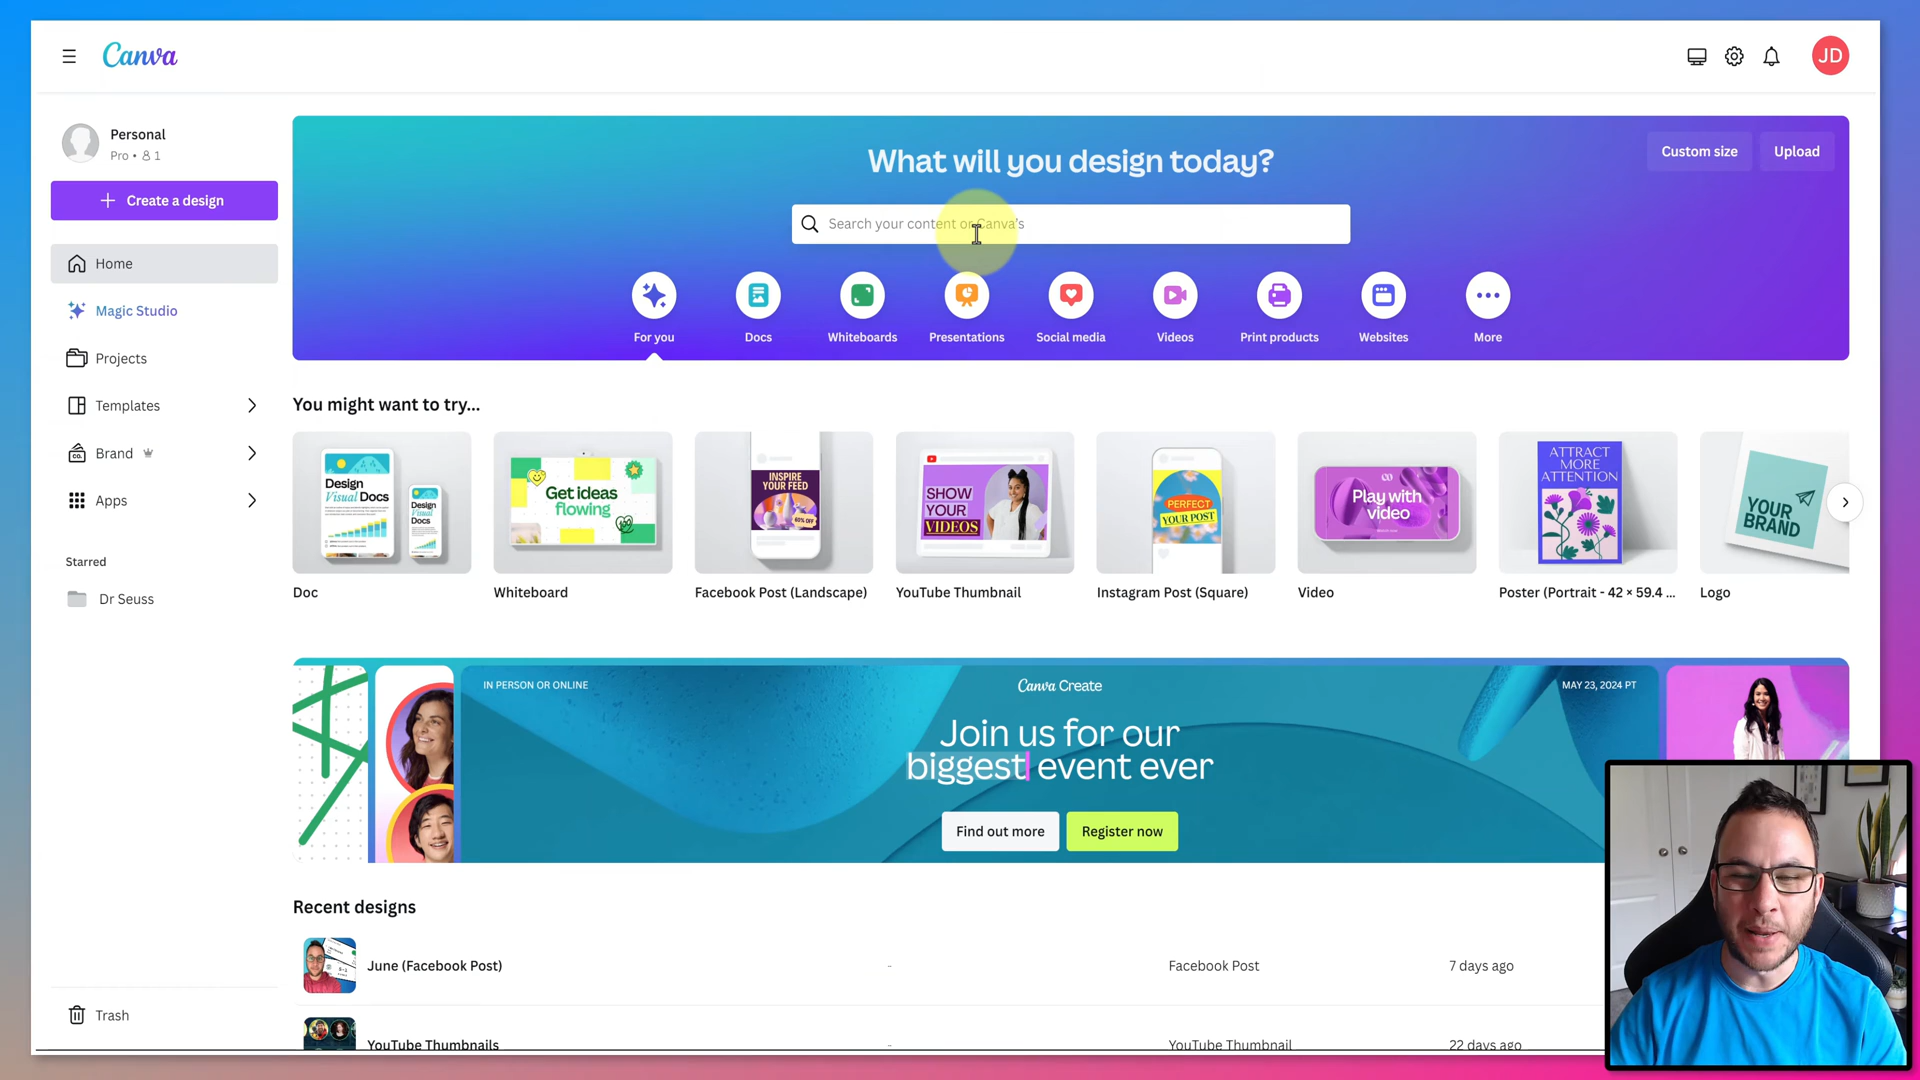 Canva
JD
Personal
Pro • 1
Create a design
Home
Magic Studio
Projects
Templates
Brand
Apps
Starred
Dr Seuss
Trash
What will you design today?
Custom size
Upload
Search your content or Canva's
For you
Docs
Whiteboards
Presentations
Social media
Videos
Print products
Websites
More
You might want to try...
Design
Visual Docs
Design
Visual Docs
Get ideas
flowing
INSPIRE
YOUR FEED
60% OFF
SHOW
YOUR
VIDEOS
PERFECT
YOUR POST
Play with
video
ATTRACT
MORE
ATTENTION
YOUR
BRAND
Doc
Whiteboard
Facebook Post (Landscape)
YouTube Thumbnail
Instagram Post (Square)
Video
Poster (Portrait - 42 × 59.4 ...
Logo
IN PERSON OR ONLINE
Canva Create
MAY 23, 2024 PT
Join us for our
biggest event ever
Find out more
Register now
Recent designs
June (Facebook Post)
-
Facebook Post
7 days ago
YouTube Thumbnails
-
YouTube Thumbnail
22 days ago